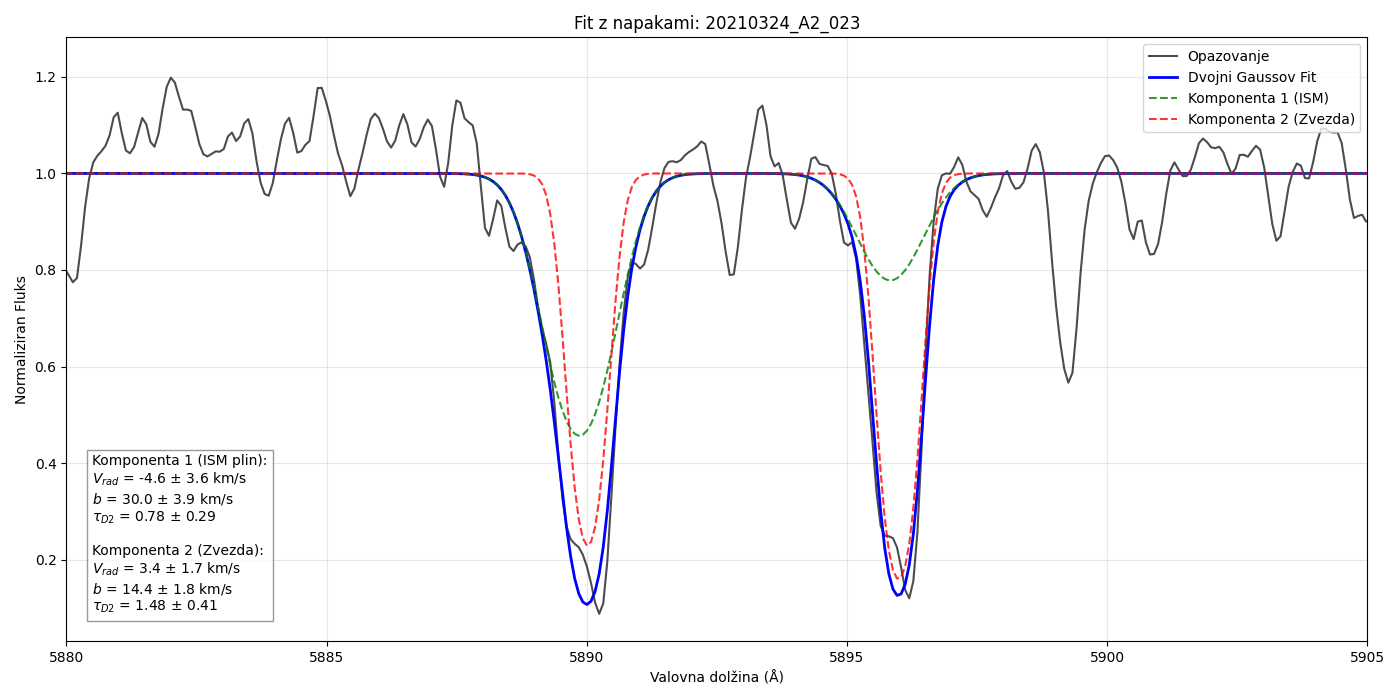 Fit z napakami: 20210324_A2_023
Normaliziran Fluks
1.2
1.0
0.8
0.6
0.4
0.2
Opazovanje
Dvojni Gaussov Fit
Komponenta 1 (ISM)
Komponenta 2 (Zvezda)
Komponenta 1 (ISM plin):
V_rad = -4.6 ± 3.6 km/s
b = 30.0 ± 3.9 km/s
τ_D2 = 0.78 ± 0.29
Komponenta 2 (Zvezda):
V_rad = 3.4 ± 1.7 km/s
b = 14.4 ± 1.8 km/s
τ_D2 = 1.48 ± 0.41
5880 5885 5890 5895 5900 5905
Valovna dolžina (Å)